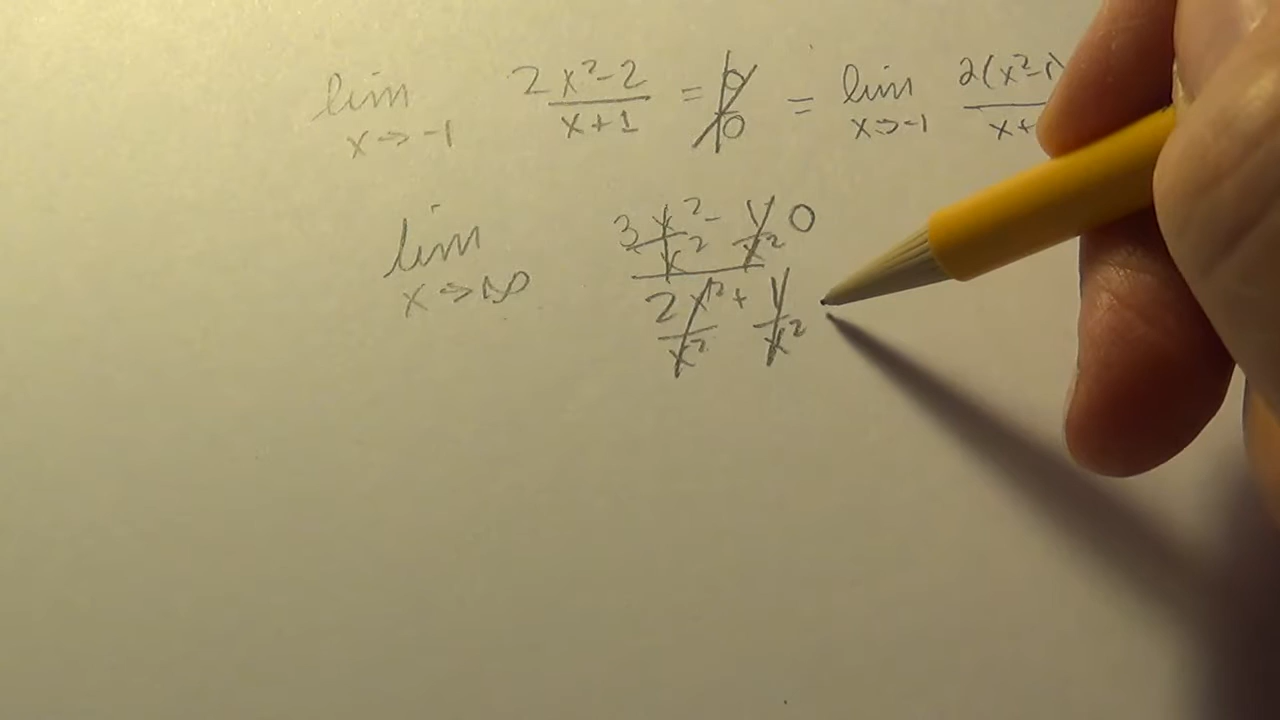 lim x→-1 2x²-2 / x+1 = 0/0 = lim x→-1 2(x²-1) / x+
lim x→∞ 3x²/x² - 1/x² 0 / 2x²/x² + 1/x²